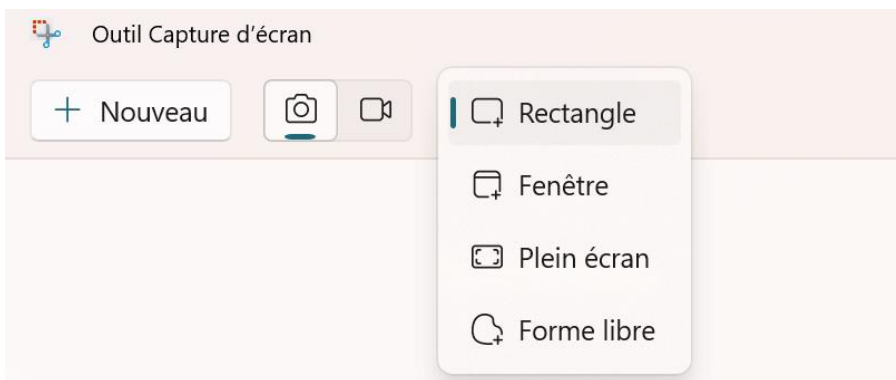 Outil Capture d’écran
Nouveau
Rectangle
Fenêtre
Plein écran
Forme libre